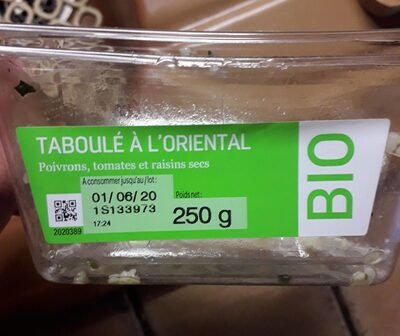 TABOULÉ À L'ORIENTAL
Poivrons, tomates et raisins secs
A consommer jusqu'au / lot :
01/06/20
1S133973
17:24
Poids net :
250 g
2020389
BIO